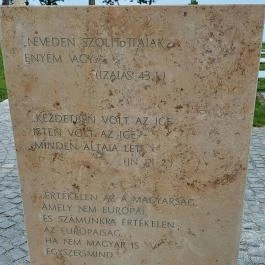 „NEVEDEN SZÓLÍTOTTALAK,
ENYÉM VAGY"
(IZAIÁS 43,1)
„KEZDETBEN VOLT AZ IGE
ISTEN VOLT AZ IGE
MINDEN ÁLTALA LETT"
(JN 1,1-2)
„ÉRTÉKELEN AZ A MAGYARSÁG,
AMELY NEM EURÓPAI
ÉS SZÁMUNKRA ÉRTÉKELEN
AZ EURÓPAISÁG,
HA NEM MAGYAR IS
EGYSZERSMIND